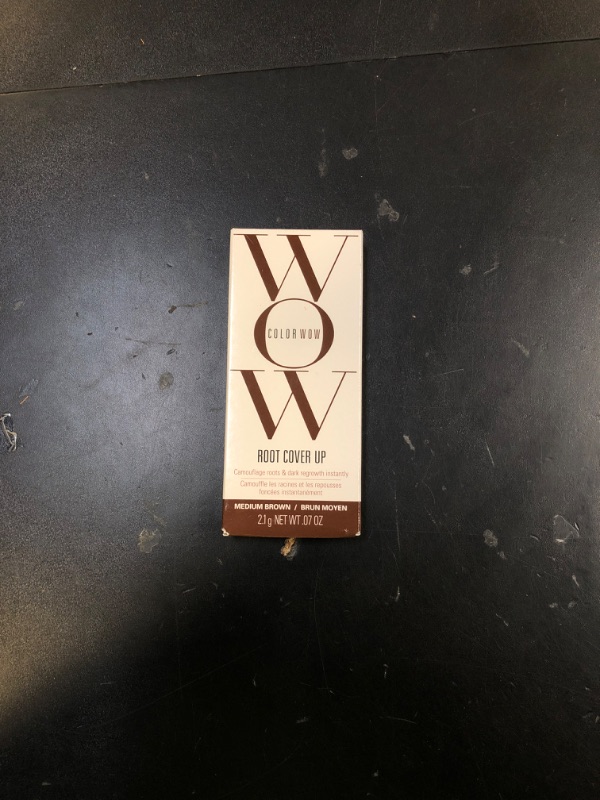 W
O
COLOR WOW
W
ROOT COVER UP
Camouflage roots & dark regrowth instantly
Camoufle les racines et les repousses
foncées instantanément
MEDIUM BROWN / BRUN MOYEN
2.1 g NET WT .07 OZ